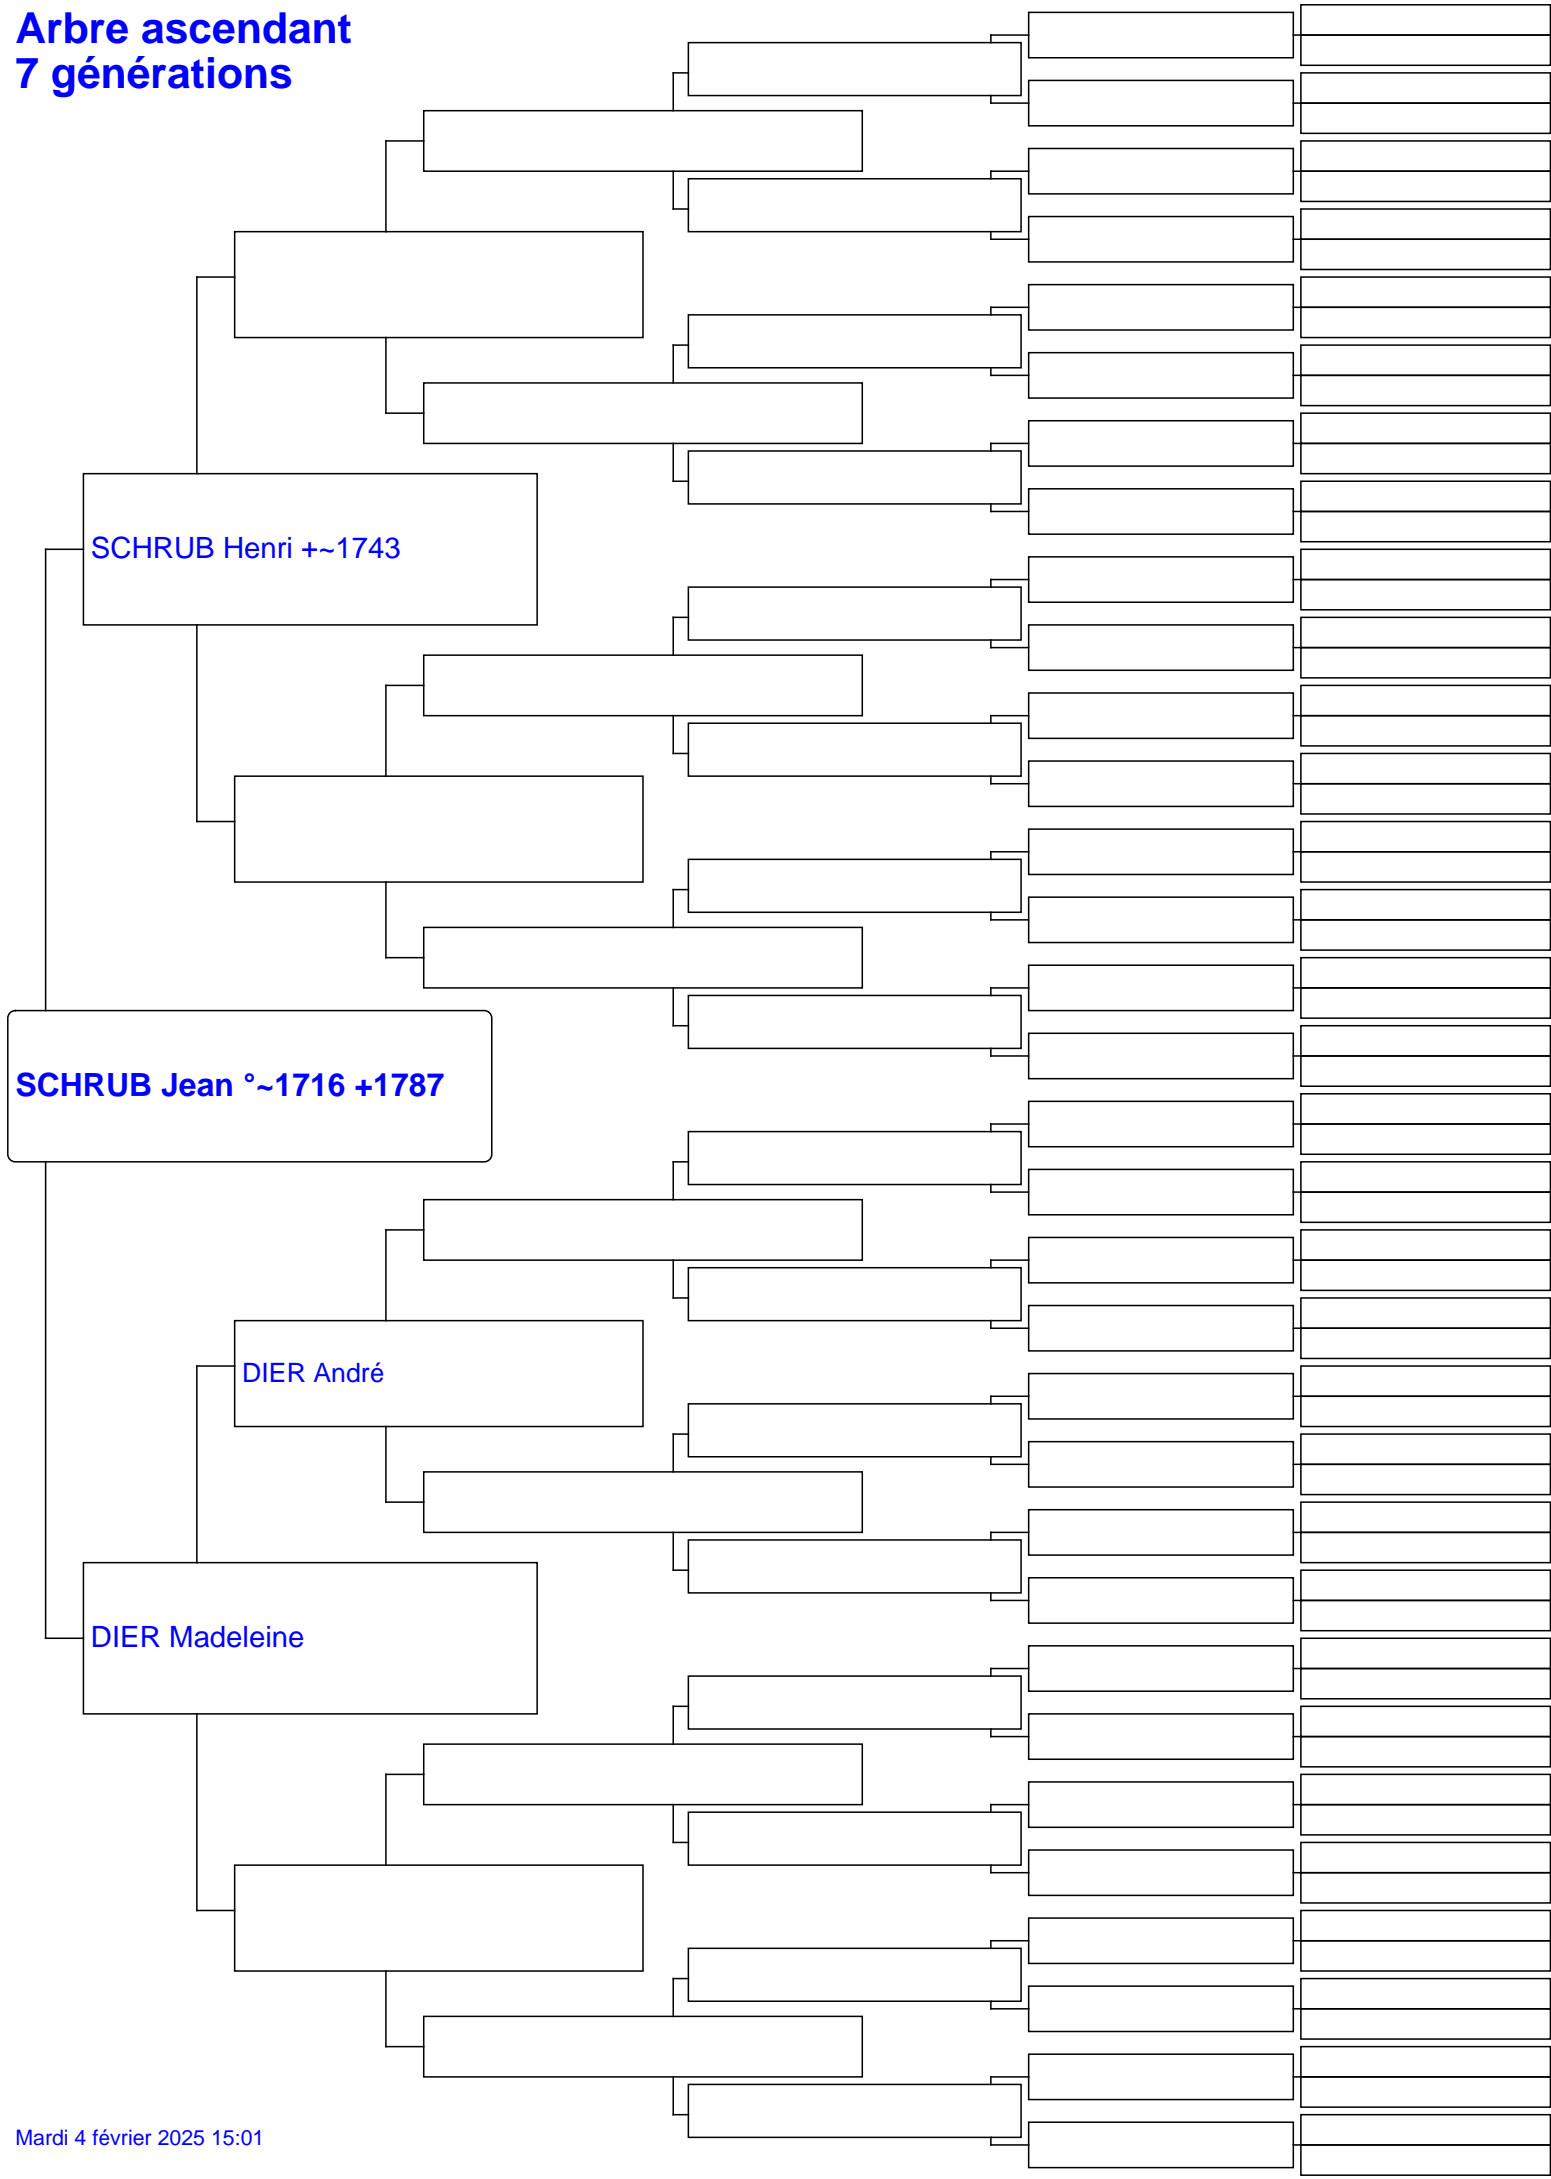 Arbre ascendant
7 générations
SCHRUB Henri +~1743
SCHRUB Jean °~1716 +1787
DIER André
DIER Madeleine
Mardi 4 février 2025 15:01